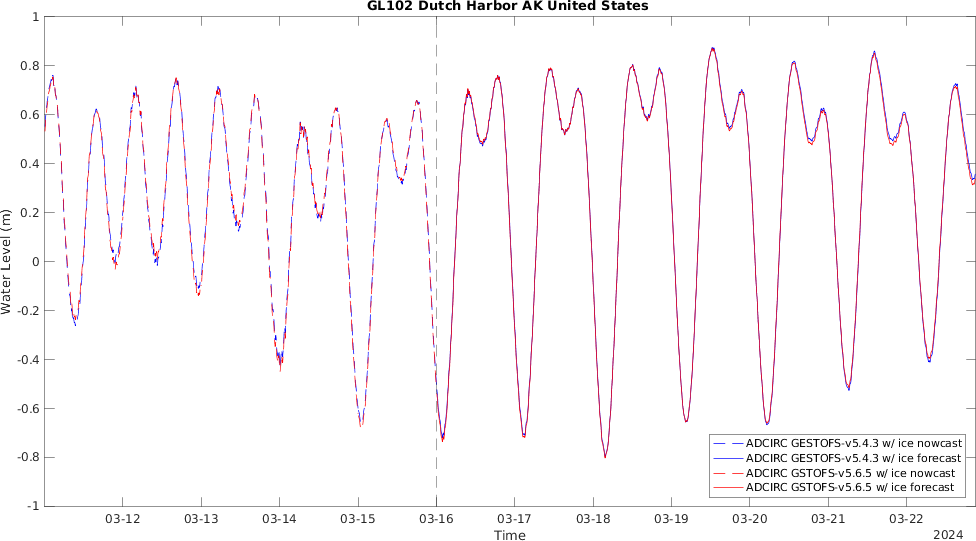 GL102 Dutch Harbor AK United States
1
0.8
0.6
0.4
0.2
0
-0.2
-0.4
-0.6
-0.8
-1
Water Level (m)
ADCIRC GESTOFS-v5.4.3 w/ ice nowcast
ADCIRC GESTOFS-v5.4.3 w/ ice forecast
ADCIRC GSTOFS-v5.6.5 w/ ice nowcast
ADCIRC GSTOFS-v5.6.5 w/ ice forecast
03-12 03-13 03-14 03-15 03-16 03-17 03-18 03-19 03-20 03-21 03-22
Time
2024